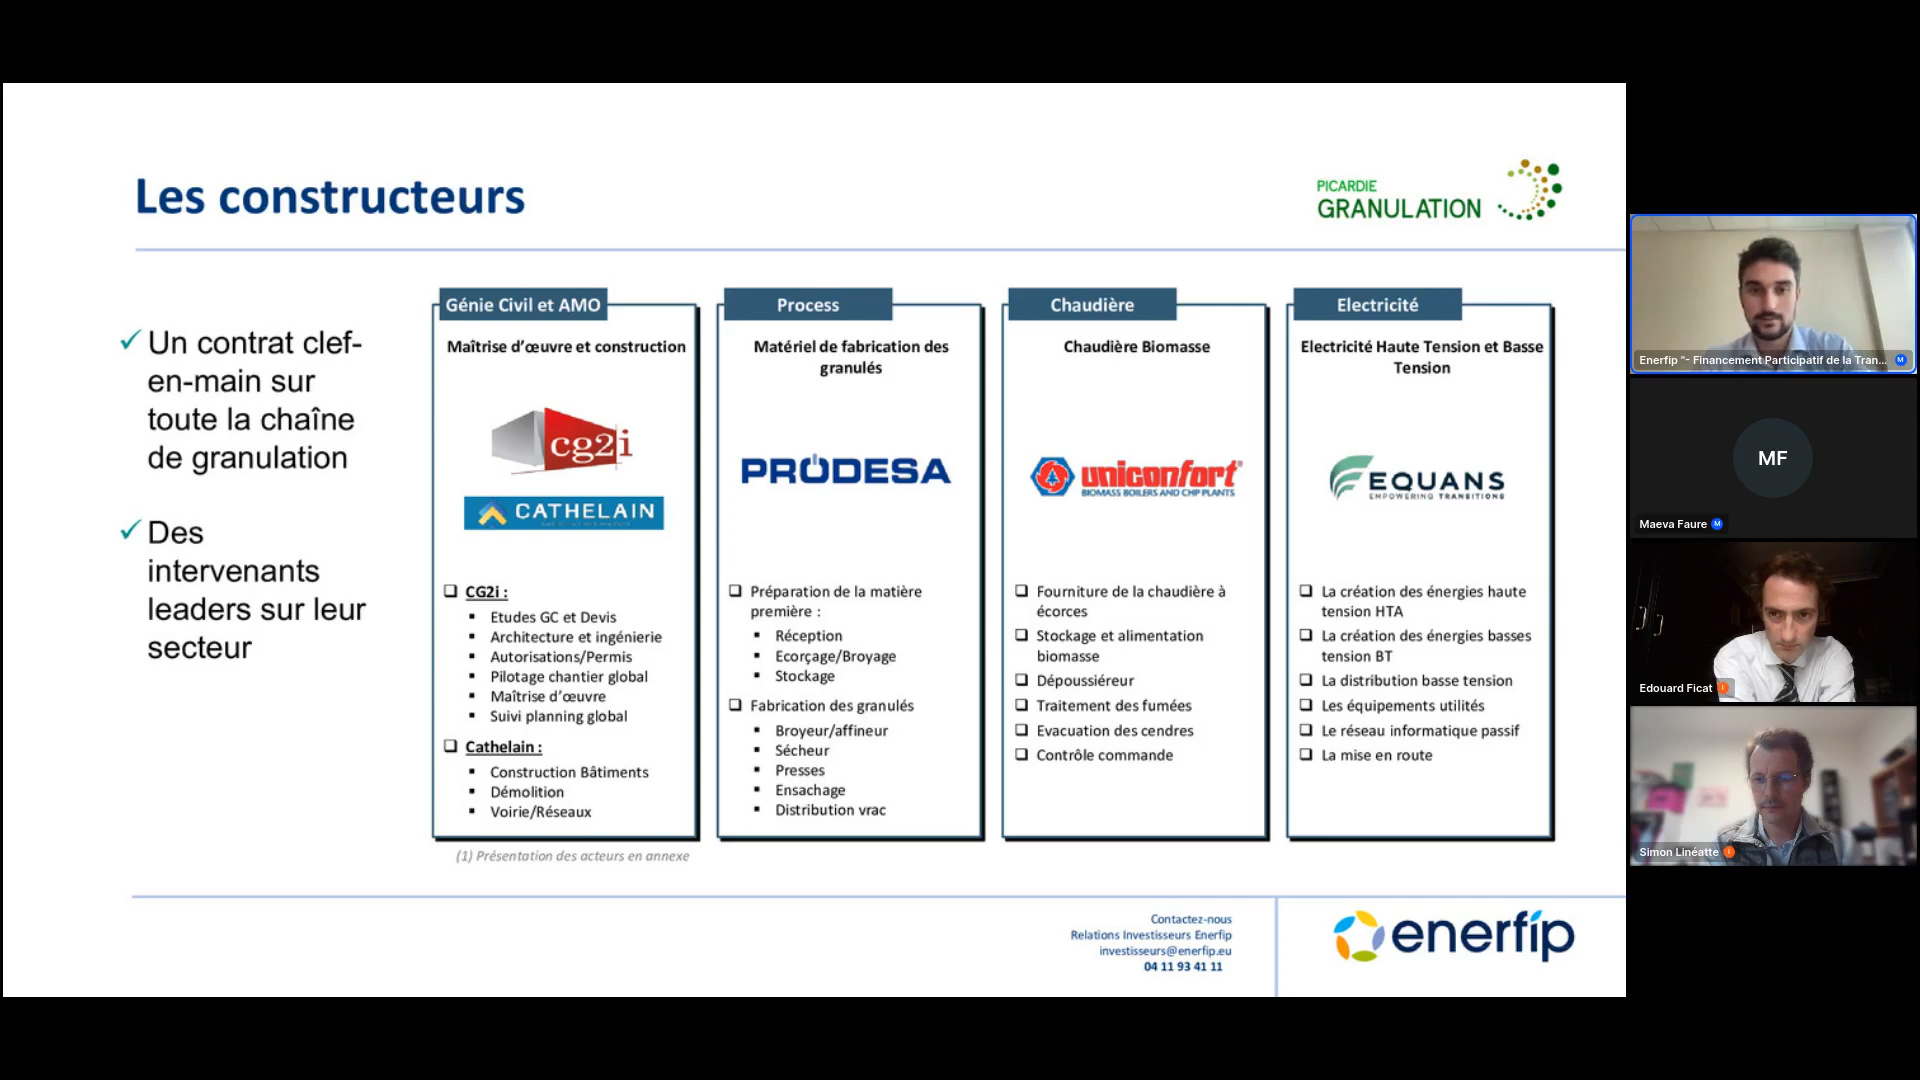 Les constructeurs
PICARDIE
GRANULATION
✓ Un contrat clef-
en-main sur
toute la chaîne
de granulation
✓ Des
intervenants
leaders sur leur
secteur
Génie Civil et AMO
Maîtrise d'œuvre et construction
cg2i
CATHELAIN
❑ CG2i :
▪ Etudes GC et Devis
▪ Architecture et ingénierie
▪ Autorisations/Permis
▪ Pilotage chantier global
▪ Maîtrise d'œuvre
▪ Suivi planning global
❑ Cathelain :
▪ Construction Bâtiments
▪ Démolition
▪ Voirie/Réseaux
Process
Matériel de fabrication des
granulés
PRODESA
❑ Préparation de la matière
première :
▪ Réception
▪ Ecorçage/Broyage
▪ Stockage
❑ Fabrication des granulés
▪ Broyeur/affineur
▪ Sécheur
▪ Presses
▪ Ensachage
▪ Distribution vrac
Chaudière
Chaudière Biomasse
uniconfort®
BIOMASS BOILERS AND CHP PLANTS
❑ Fourniture de la chaudière à
écorces
❑ Stockage et alimentation
biomasse
❑ Dépoussiéreur
❑ Traitement des fumées
❑ Evacuation des cendres
❑ Contrôle commande
Electricité
Electricité Haute Tension et Basse
Tension
EQUANS
EMPOWERING TRANSITIONS
❑ La création des énergies haute
tension HTA
❑ La création des énergies basses
tension BT
❑ La distribution basse tension
❑ Les équipements utilités
❑ Le réseau informatique passif
❑ La mise en route
(1) Présentation des acteurs en annexe
Contactez-nous
Relations Investisseurs Enerfip
investisseurs@enerfip.eu
04 11 93 41 11
enerfip
Enerfip "- Financement Participatif de la Tran... M
MF
Maeva Faure M
Edouard Ficat I
Simon Linéatte I